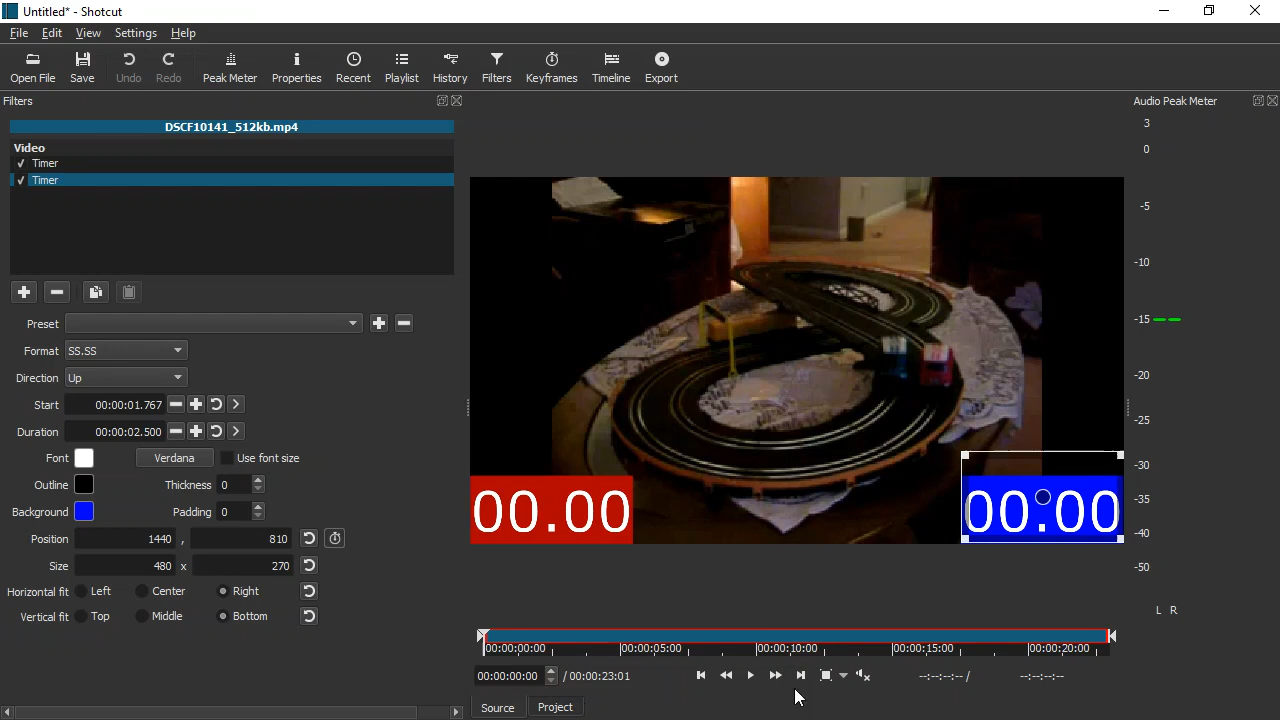 Untitled* - Shotcut
File Edit View Settings Help
Open File Save Undo Redo Peak Meter Properties Recent Playlist History Filters Keyframes Timeline Export
Filters
Audio Peak Meter
DSCF10141_512kb.mp4
Video
✓ Timer
✓ Timer
Preset
Format SS.SS
Direction Up
Start 00:00:01.767
Duration 00:00:02.500
Font Verdana Use font size
Outline Thickness 0
Background Padding 0
Position 1440 , 810
Size 480 x 270
Horizontal fit Left Center Right
Vertical fit Top Middle Bottom
00.00
00.00
3
0
-5
-10
-15
-20
-25
-30
-35
-40
-50
L R
00:00:00:00 00:00:05:00 00:00:10:00 00:00:15:00 00:00:20:00
00:00:00:00 / 00:00:23:01 --:--:--:-- / --:--:--:--
Source Project